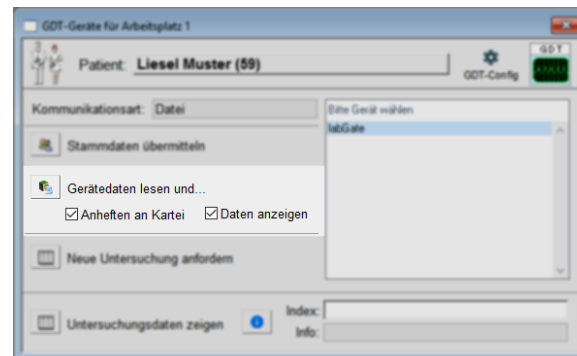 GDT-Geräte für Arbeitsplatz 1
Patient: Liesel Muster (59)
GDT-Config
GDT
Kommunikationsart: Datei
Bitte Gerät wählen
labGate
Stammdaten übermitteln
Gerätedaten lesen und...
Anheften an Kartei
Daten anzeigen
Neue Untersuchung anfordern
Untersuchungsdaten zeigen
Index:
Info: